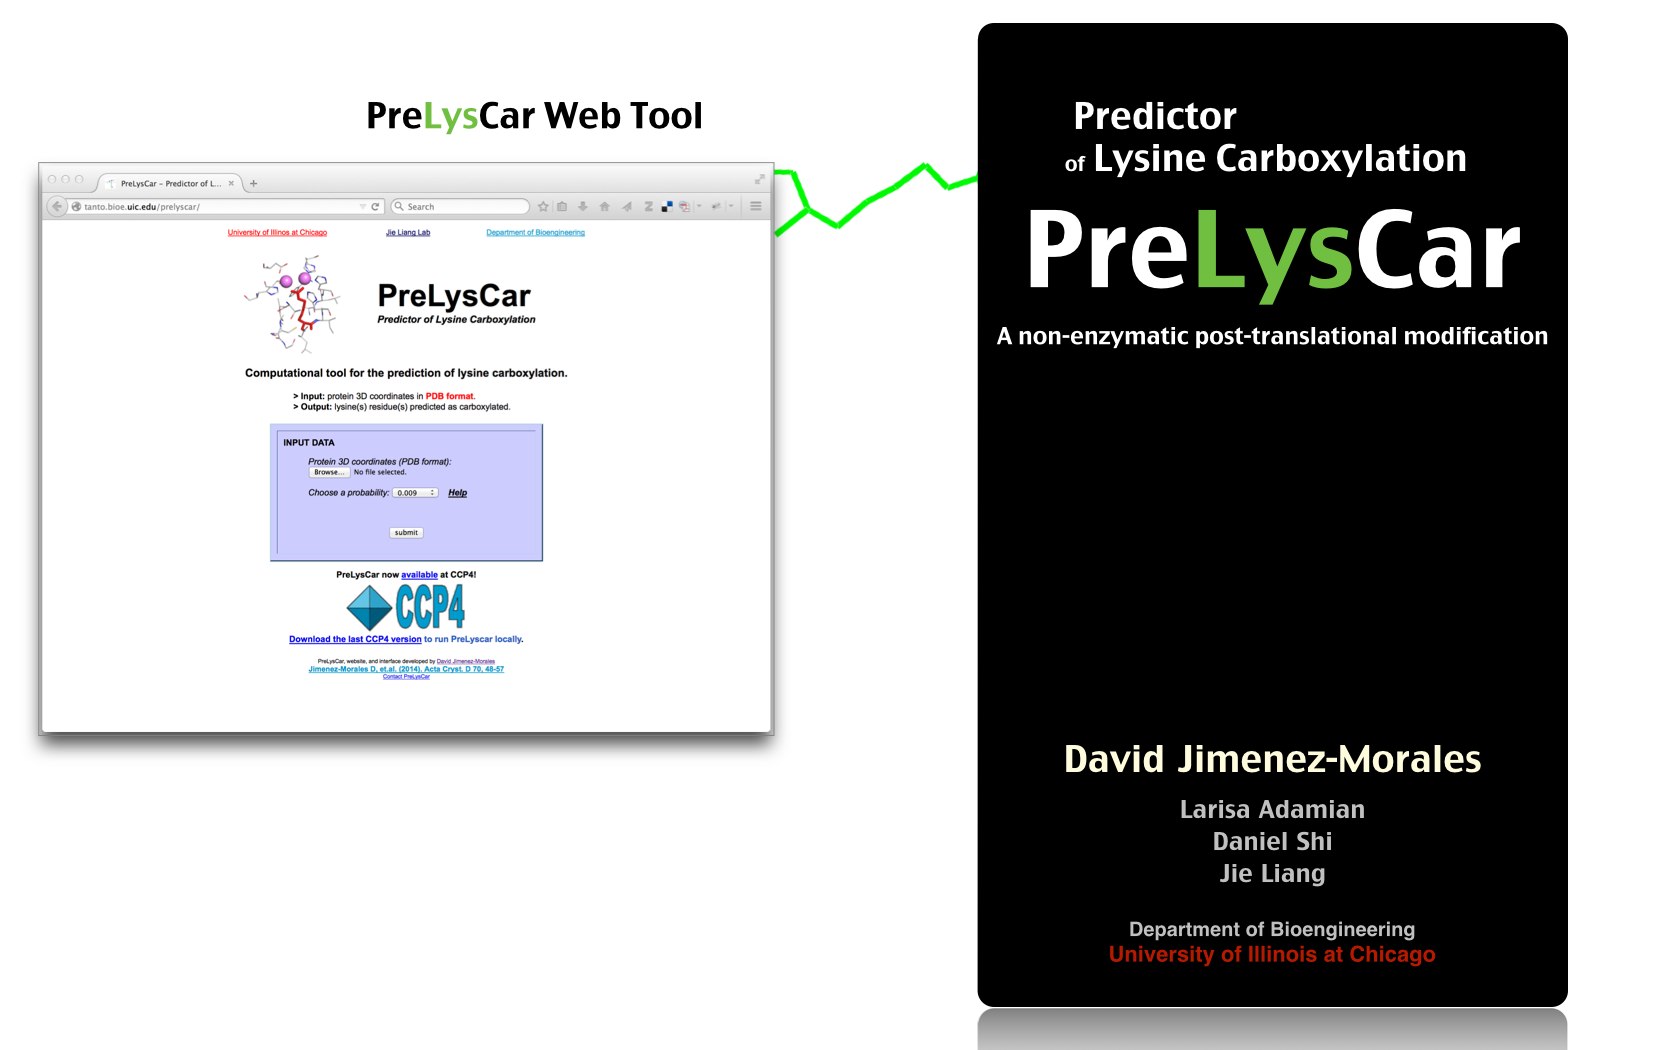 PreLysCar Web Tool
PreLysCar – Predictor of L...
tanto.bioe.uic.edu/prelyscar/
Search
University of Illinos at Chicago
Jie Liang Lab
Department of Bioengineering
PreLysCar
Predictor of Lysine Carboxylation
Computational tool for the prediction of lysine carboxylation.
> Input: protein 3D coordinates in PDB format.
> Output: lysine(s) residue(s) predicted as carboxylated.
INPUT DATA
Protein 3D coordinates (PDB format):
Browse... No file selected.
Choose a probability: 0.009 Help
submit
PreLysCar now available at CCP4!
CCP4
Download the last CCP4 version to run PreLyscar locally.
PreLysCar, website, and interface developed by David Jimenez-Morales
Jimenez-Morales D, et.al. (2014). Acta Cryst. D 70, 48-57
Contact PreLysCar
Predictor
of Lysine Carboxylation
PreLysCar
A non-enzymatic post-translational modification
David Jimenez-Morales
Larisa Adamian
Daniel Shi
Jie Liang
Department of Bioengineering
University of Illinois at Chicago